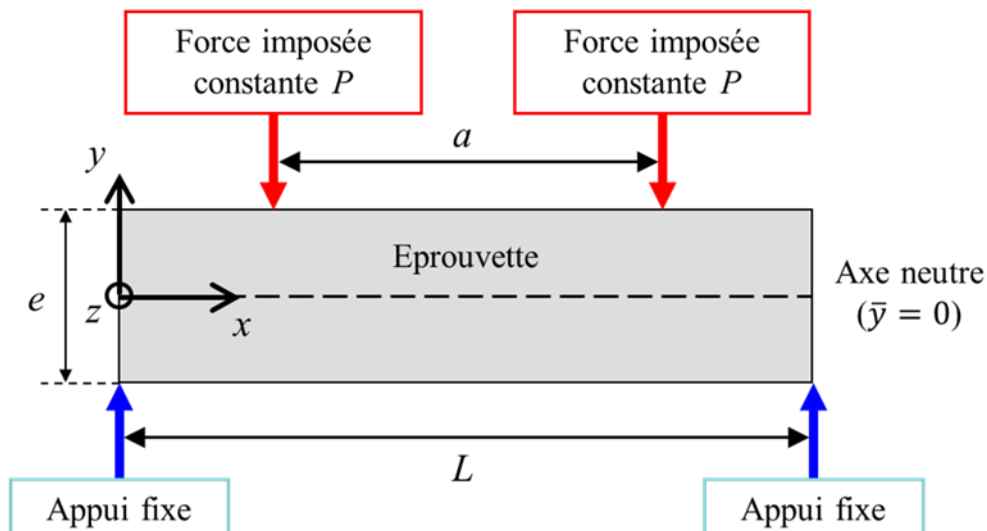 Force imposée
constante P
Force imposée
constante P
a
y
Eprouvette
e
z
x
Axe neutre
(ȳ = 0)
L
Appui fixe
Appui fixe